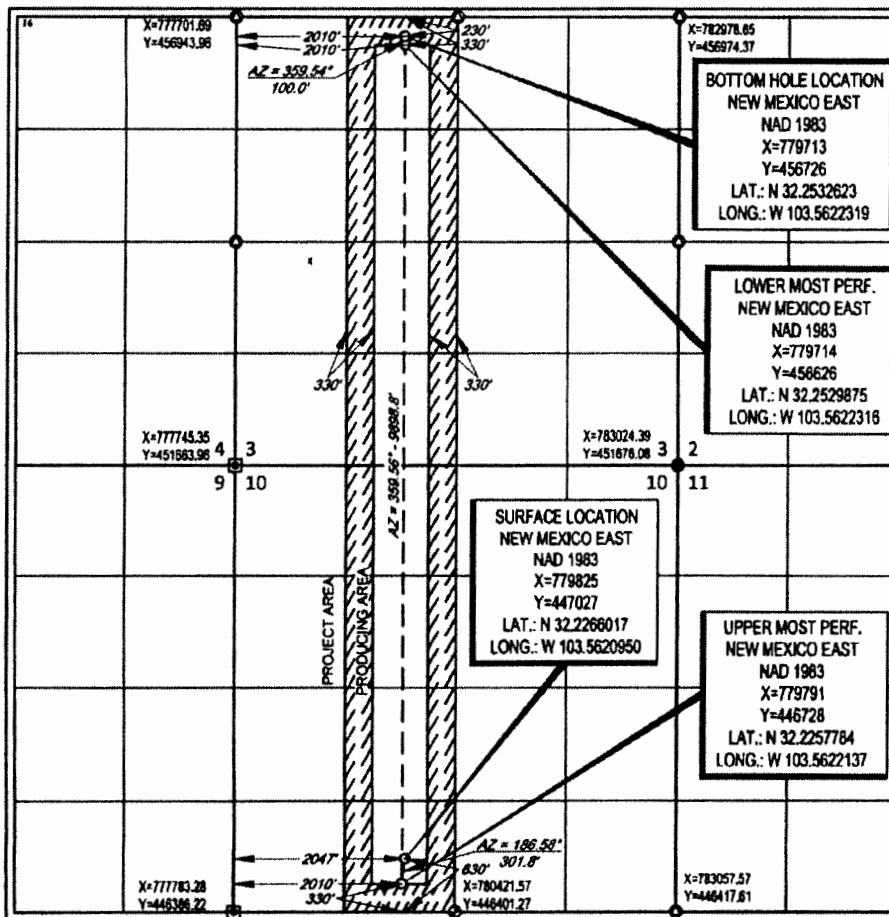 16
X=777701.69
Y=456943.96
2010'
2010'
230'
330'
AZ = 359.54°
100.0'
X=782978.65
Y=456974.37
BOTTOM HOLE LOCATION
NEW MEXICO EAST
NAD 1983
X=779713
Y=456726
LAT.: N 32.2532623
LONG.: W 103.5622319
LOWER MOST PERF.
NEW MEXICO EAST
NAD 1983
X=779714
Y=456626
LAT.: N 32.2529875
LONG.: W 103.5622316
330'
330'
AZ = 359.56° - 9898.8'
X=777745.35
Y=451663.96
4 3
9 10
X=783024.39
Y=451676.08
3 2
10 11
SURFACE LOCATION
NEW MEXICO EAST
NAD 1983
X=779825
Y=447027
LAT.: N 32.2266017
LONG.: W 103.5620950
PROJECT AREA
PRODUCING AREA
UPPER MOST PERF.
NEW MEXICO EAST
NAD 1983
X=779791
Y=446728
LAT.: N 32.2257784
LONG.: W 103.5622137
2047'
AZ = 186.58°
301.8'
630'
2010'
330'
X=777783.28
Y=446386.22
X=780421.57
Y=446401.27
X=783057.57
Y=446417.61